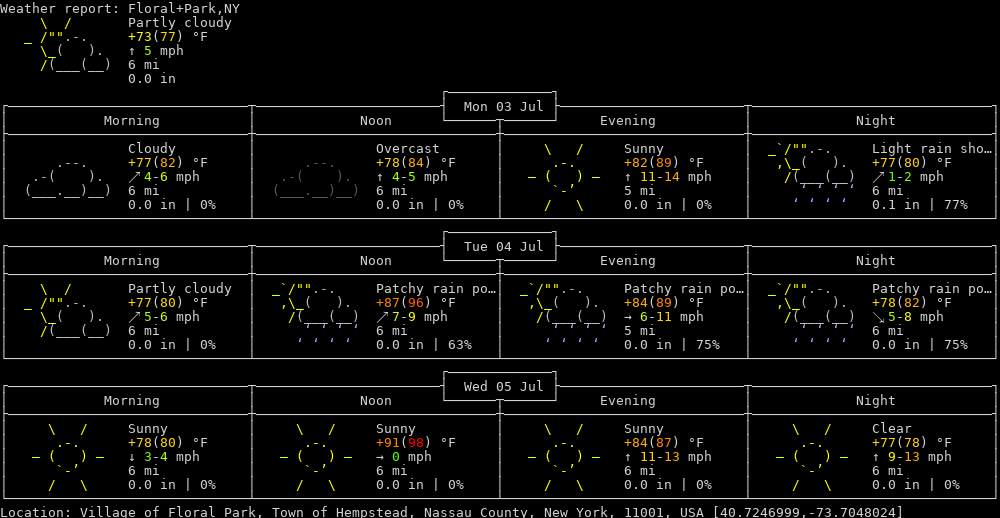 Weather report: Floral+Park,NY
Partly cloudy
+73(77) °F
↑ 5 mph
6 mi
0.0 in
Mon 03 Jul
Morning Noon Evening Night
Cloudy Overcast Sunny Light rain sho…
+77(82) °F +78(84) °F +82(89) °F +77(80) °F
↗ 4-6 mph ↑ 4-5 mph ↑ 11-14 mph ↗ 1-2 mph
6 mi 6 mi 5 mi 6 mi
0.0 in | 0% 0.0 in | 0% 0.0 in | 0% 0.1 in | 77%
Tue 04 Jul
Morning Noon Evening Night
Partly cloudy Patchy rain po… Patchy rain po… Patchy rain po…
+77(80) °F +87(96) °F +84(89) °F +78(82) °F
↗ 5-6 mph ↗ 7-9 mph → 6-11 mph ↘ 5-8 mph
6 mi 6 mi 5 mi 6 mi
0.0 in | 0% 0.0 in | 63% 0.0 in | 75% 0.0 in | 75%
Wed 05 Jul
Morning Noon Evening Night
Sunny Sunny Sunny Clear
+78(80) °F +91(98) °F +84(87) °F +77(78) °F
↓ 3-4 mph → 0 mph ↑ 11-13 mph ↑ 9-13 mph
6 mi 6 mi 6 mi 6 mi
0.0 in | 0% 0.0 in | 0% 0.0 in | 0% 0.0 in | 0%
Location: Village of Floral Park, Town of Hempstead, Nassau County, New York, 11001, USA [40.7246999,-73.7048024]